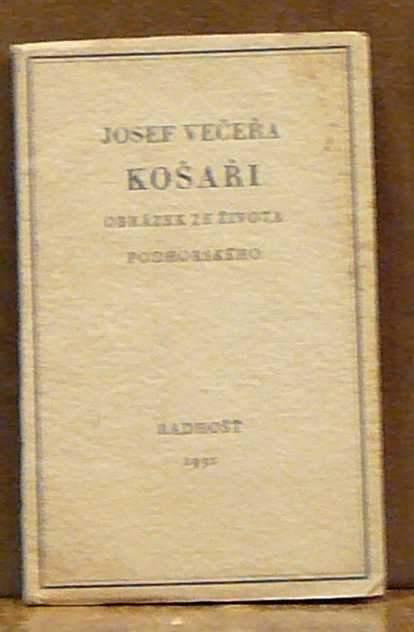 JOSEF VEČEŘA
KOŠAŘI
OBRÁZEK ZE ŽIVOTA
PODHORSKÉHO
RADHOŠŤ